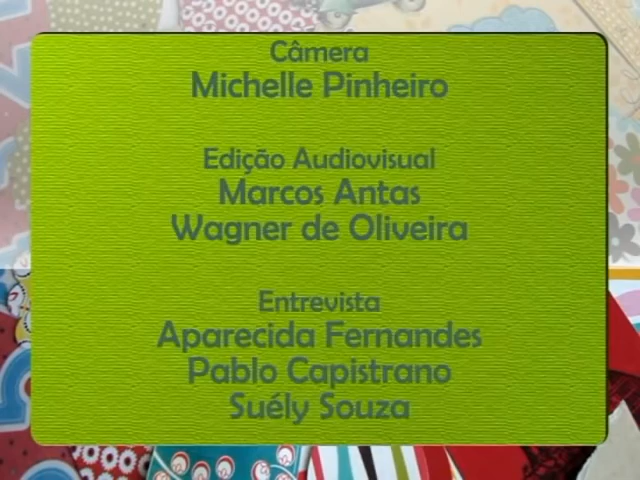 Câmera
Michelle Pinheiro
Edição Audiovisual
Marcos Antas
Wagner de Oliveira
Entrevista
Aparecida Fernandes
Pablo Capistrano
Suély Souza